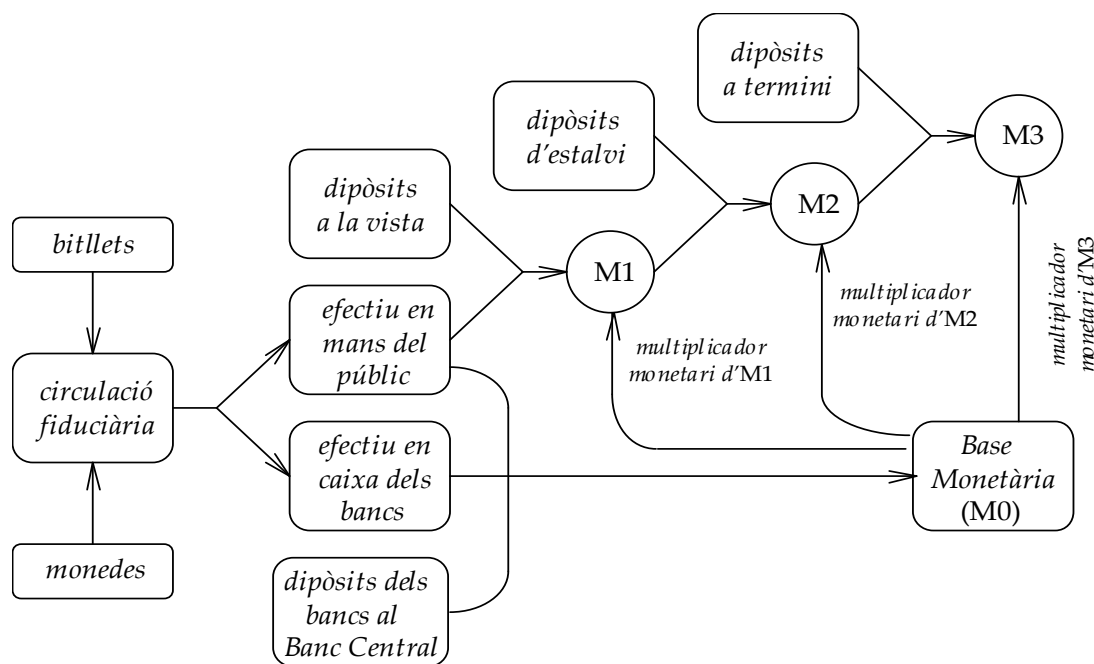 dipòsits
a termini
M3
dipòsits
d'estalvi
M2
dipòsits
a la vista
M1
bitllets
efectiu en
mans del
públic
circulació
fiduciària
efectiu en
caixa dels
bancs
monedes
dipòsits dels
bancs al
Banc Central
multiplicador
monetari d'M1
multiplicador
monetari d'M2
multiplicador
monetari d'M3
Base
Monetària
(M0)